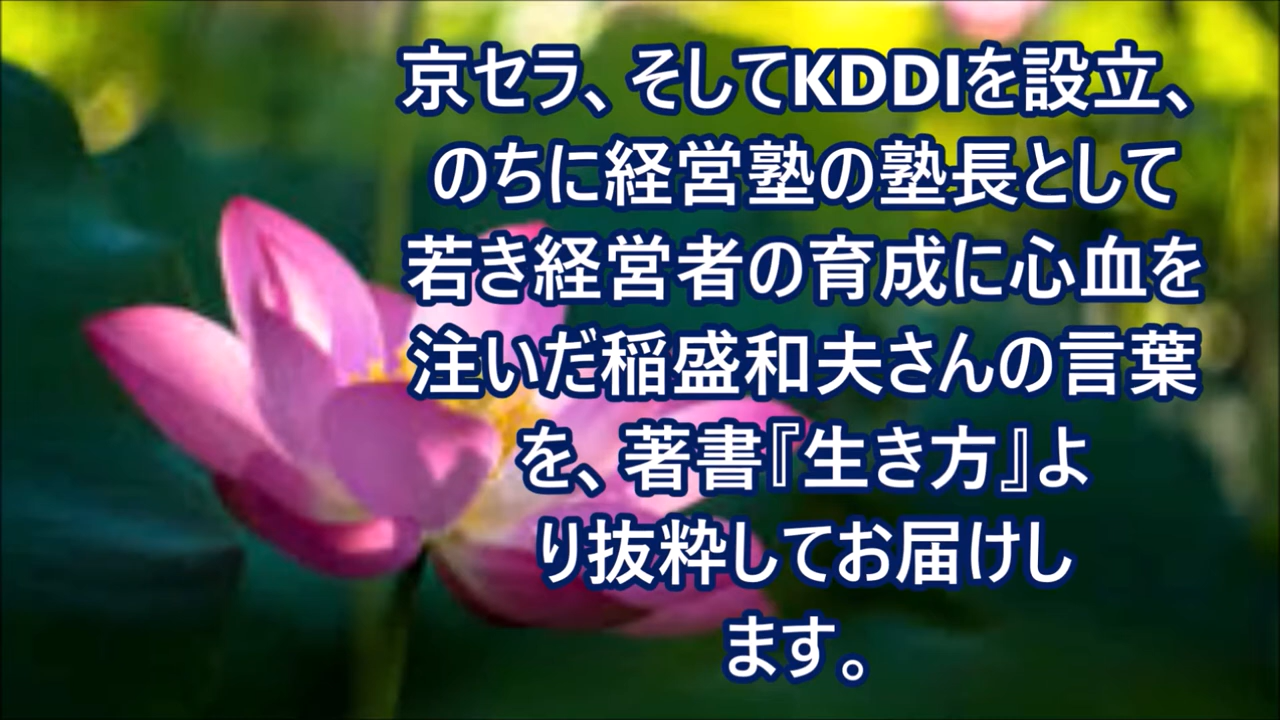 京セラ、そしてKDDIを設立、
のちに経営塾の塾長として
若き経営者の育成に心血を
注いだ稲盛和夫さんの言葉
を、著書『生き方』よ
り抜粋してお届けし
ます。